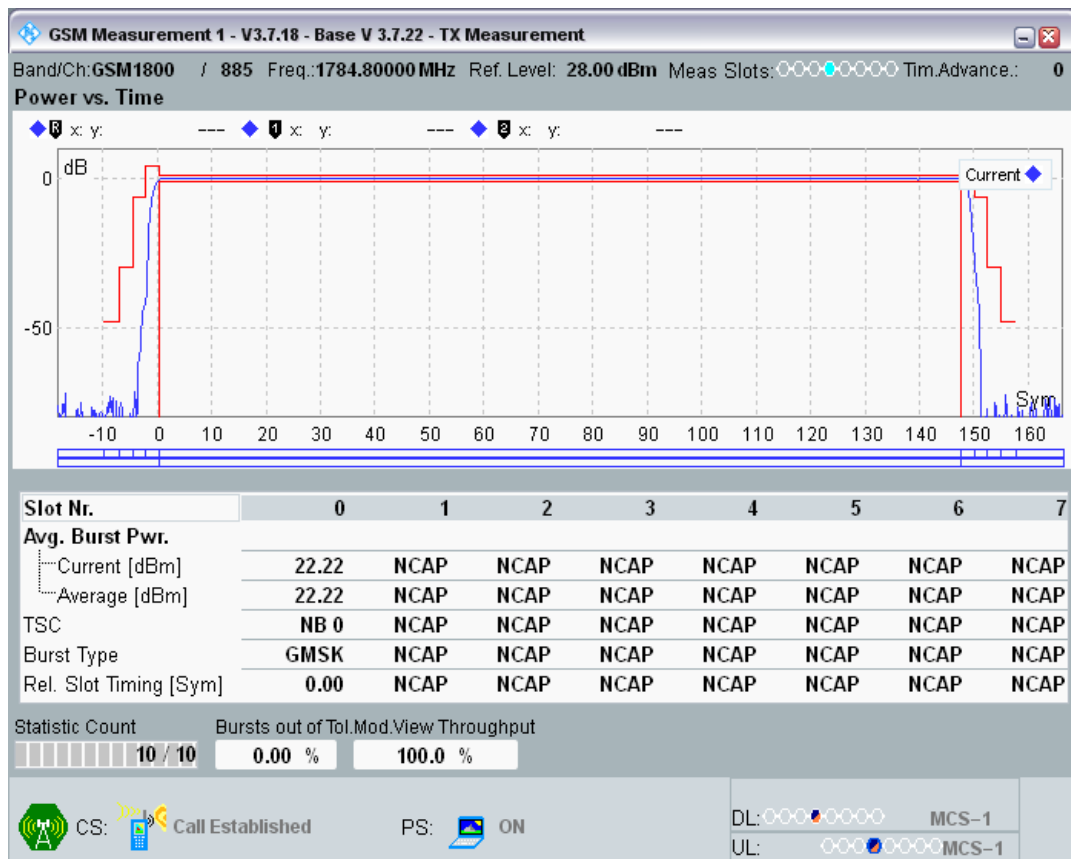 GSM Measurement 1 - V3.7.18 - Base V 3.7.22 - TX Measurement
Band/Ch:GSM1800 / 885 Freq.:1784.80000 MHz Ref. Level: 28.00 dBm Meas Slots: Tim.Advance.: 0
Power vs. Time
R x: y: --- 1 x: y: --- 2 x: y: ---
dB
Current
0
-50
Sym
-10 0 10 20 30 40 50 60 70 80 90 100 110 120 130 140 150 160
Slot Nr. 0 1 2 3 4 5 6 7
Avg. Burst Pwr.
Current [dBm] 22.22 NCAP NCAP NCAP NCAP NCAP NCAP NCAP
Average [dBm] 22.22 NCAP NCAP NCAP NCAP NCAP NCAP NCAP
TSC NB 0 NCAP NCAP NCAP NCAP NCAP NCAP NCAP
Burst Type GMSK NCAP NCAP NCAP NCAP NCAP NCAP NCAP
Rel. Slot Timing [Sym] 0.00 NCAP NCAP NCAP NCAP NCAP NCAP NCAP
Statistic Count Bursts out of Tol.Mod.View Throughput
10 / 10 0.00 % 100.0 %
CS: Call Established PS: ON DL: MCS-1
UL: MCS-1